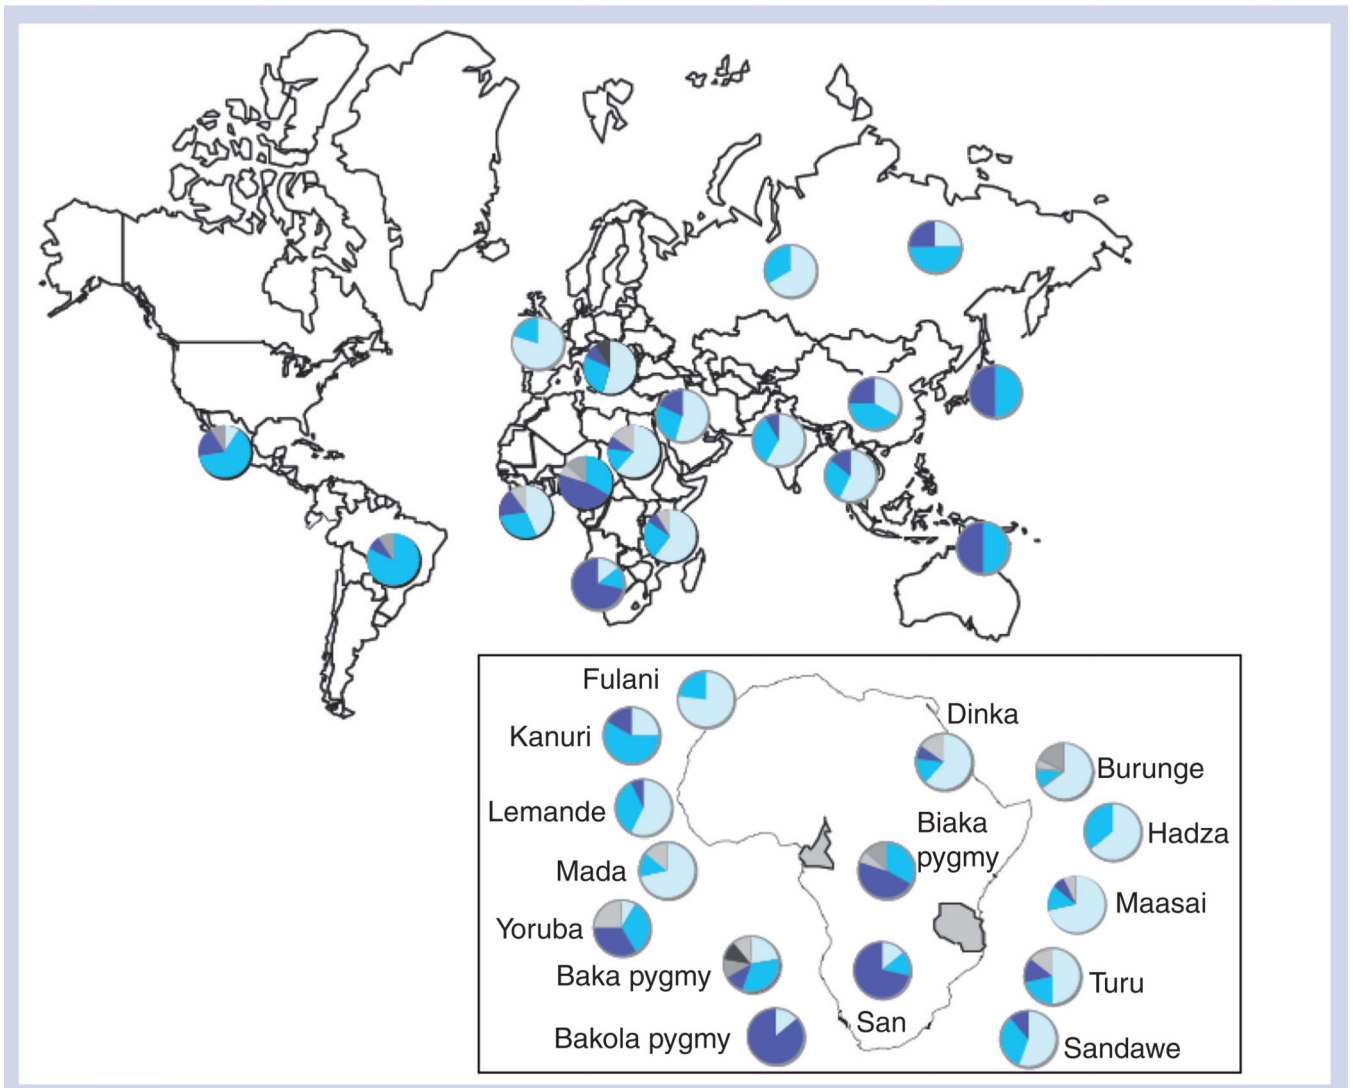 Fulani
Kanuri
Lemande
Mada
Yoruba
Baka pygmy
Bakola pygmy
Dinka
Biaka
pygmy
San
Burunge
Hadza
Maasai
Turu
Sandawe